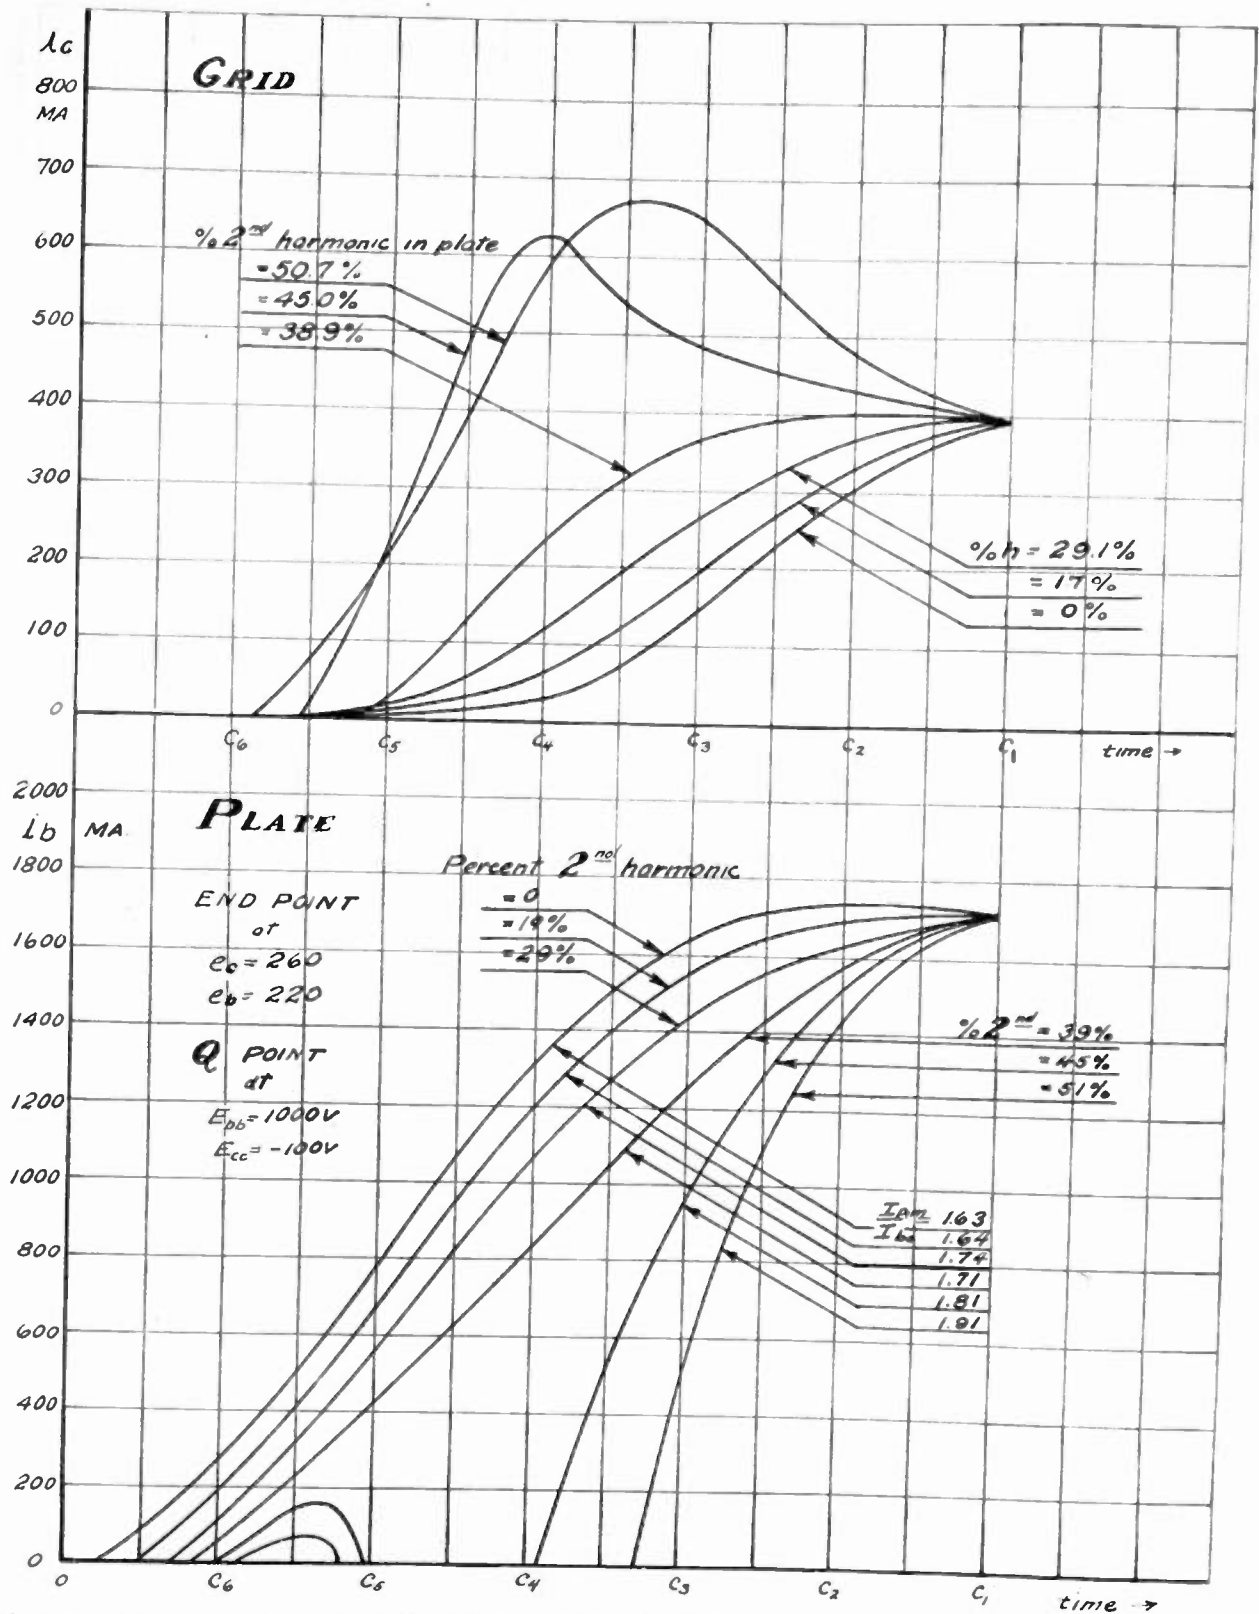 ic
GRID
800
MA
700
% 2nd harmonic in plate
600
= 50.7%
= 45.0%
500
= 38.9%
400
300
% h = 29.1%
200
= 17%
= 0%
100
0
C6 C5 C4 C3 C2 C1 time →
2000
PLATE
ib MA
1800
Percent 2nd harmonic
END POINT
= 0
at
= 19%
1600
= 29%
ec = 260
eb = 220
1400
%2nd = 39%
Q POINT
= 45%
at
= 51%
1200
Ebb = 1000V
Ecc = -100V
1000
Ipm/Ibo = 1.63
1.64
800
1.74
1.71
1.81
1.91
600
400
200
0
0 C6 C5 C4 C3 C2 C1 time →